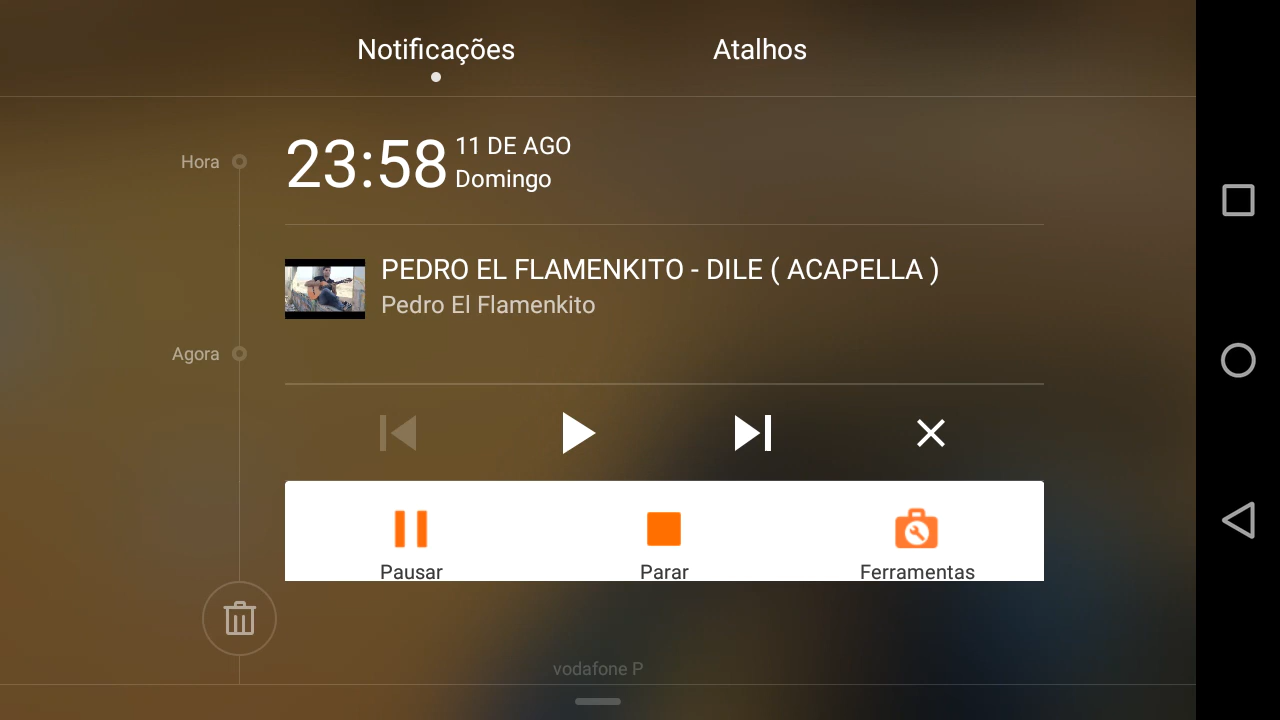 Notificações
Atalhos
Hora
23:58
11 DE AGO
Domingo
PEDRO EL FLAMENKITO - DILE ( ACAPELLA )
Pedro El Flamenkito
Agora
Pausar
Parar
Ferramentas
vodafone P